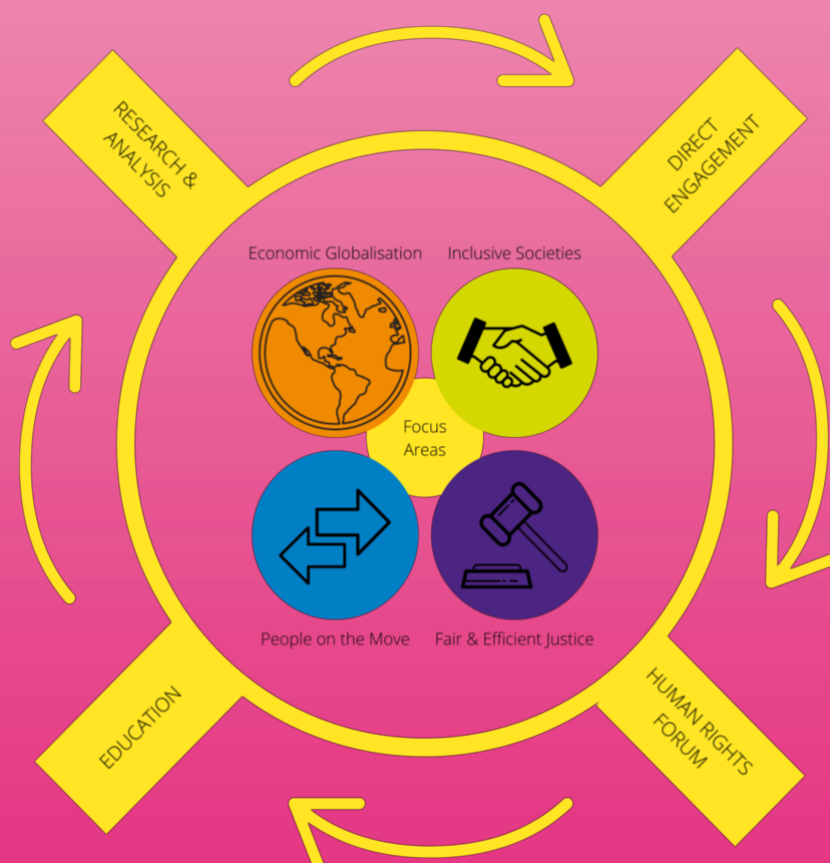 RESEARCH &
ANALYSIS
DIRECT
ENGAGEMENT
Economic Globalisation
Inclusive Societies
Focus
Areas
People on the Move
Fair & Efficient Justice
EDUCATION
HUMAN RIGHTS
FORUM